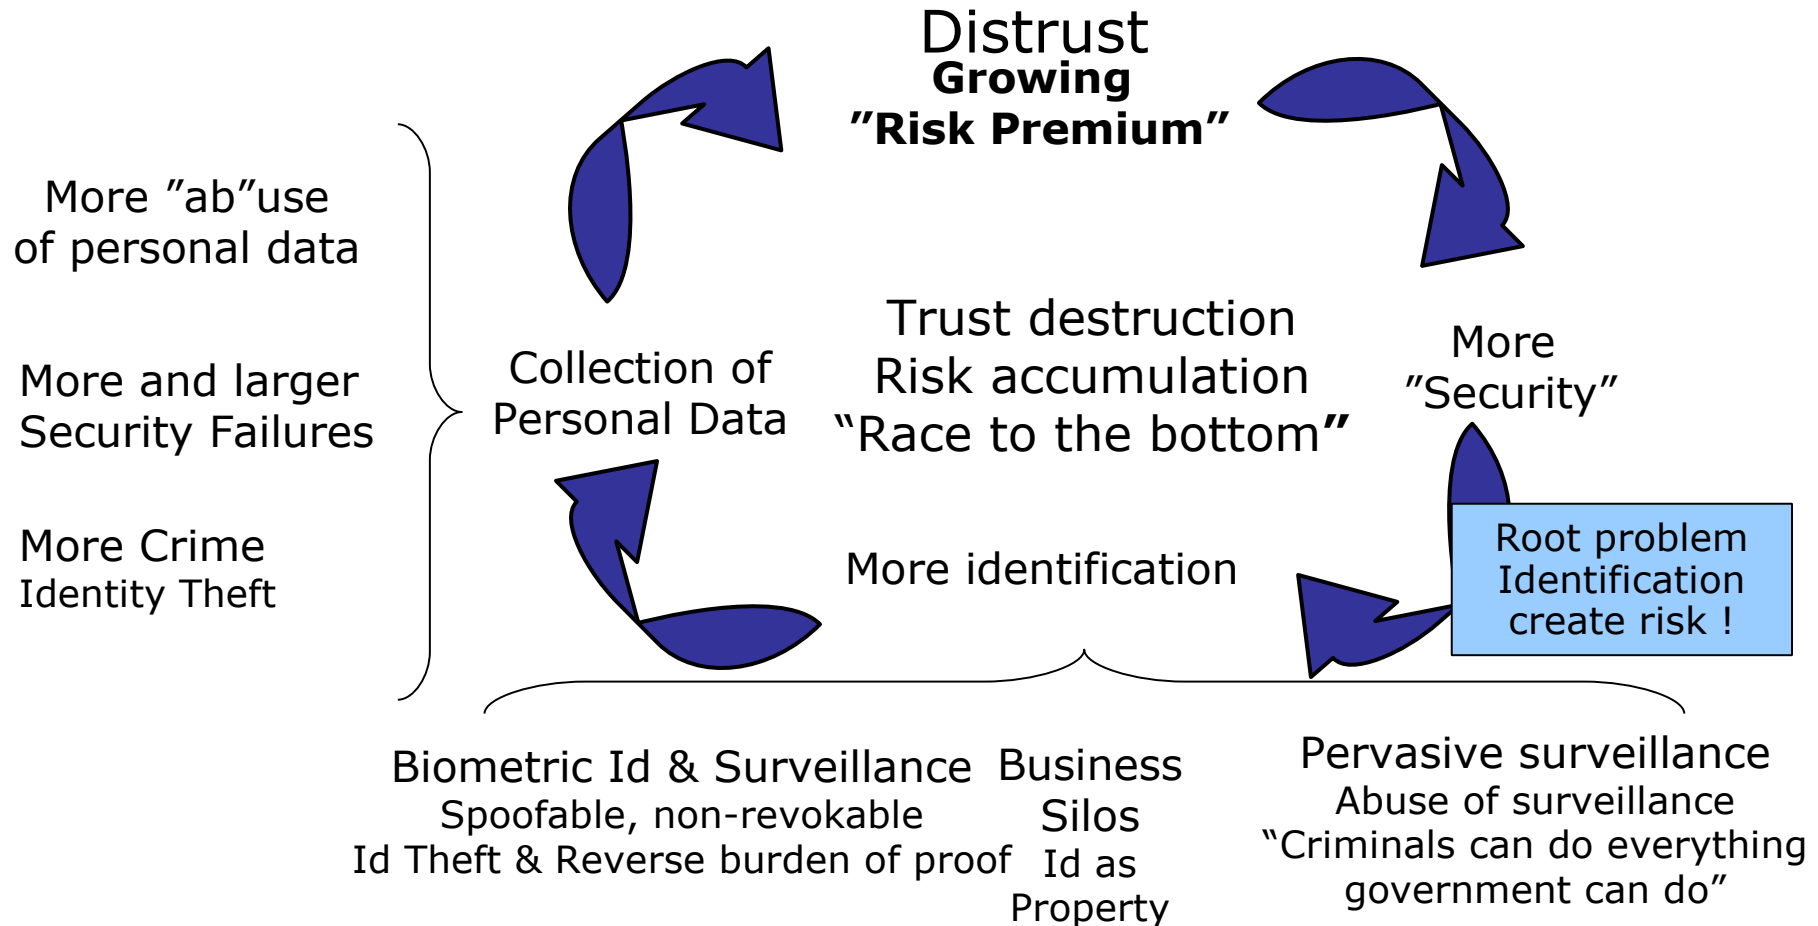 Distrust
Growing
″Risk Premium″
More ″ab″use
of personal data
More and larger
Security Failures
More Crime
Identity Theft
Collection of
Personal Data
Trust destruction
Risk accumulation
“Race to the bottom″
More
″Security″
More identification
Root problem
Identification
create risk !
Biometric Id & Surveillance
Spoofable, non-revokable
Id Theft & Reverse burden of proof
Business
Silos
Id as
Property
Pervasive surveillance
Abuse of surveillance
“Criminals can do everything
government can do”